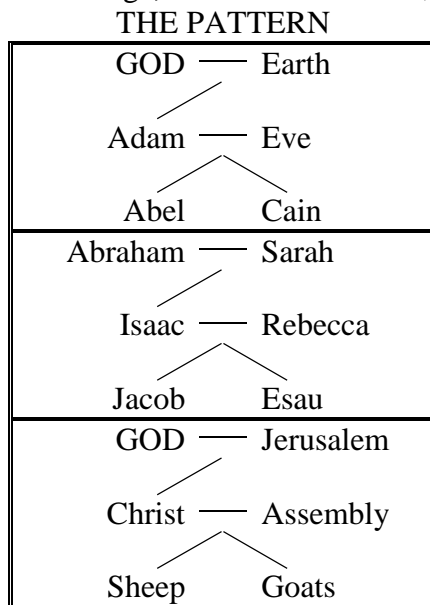 THE PATTERN
GOD Earth
Adam Eve
Abel Cain
Abraham Sarah
Isaac Rebecca
Jacob Esau
GOD Jerusalem
Christ Assembly
Sheep Goats